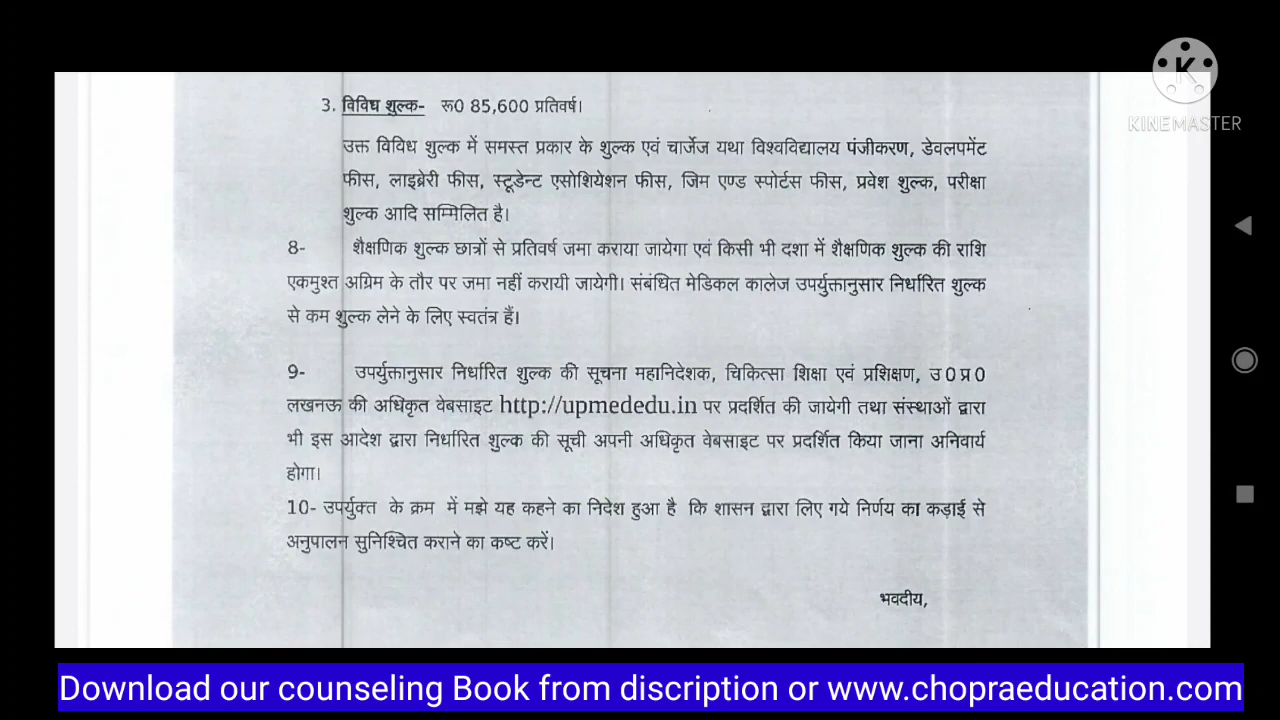 KINEMASTER
3. विविध शुल्क- रू0 85,600 प्रतिवर्ष।
उक्त विविध शुल्क में समस्त प्रकार के शुल्क एवं चार्जेज यथा विश्वविद्यालय पंजीकरण, डेवलपमेंट
फीस, लाइब्रेरी फीस, स्टूडेन्ट एसोशियेशन फीस, जिम एण्ड स्पोर्टस फीस, प्रवेश शुल्क, परीक्षा
शुल्क आदि सम्मिलित है।
8- शैक्षणिक शुल्क छात्रों से प्रतिवर्ष जमा कराया जायेगा एवं किसी भी दशा में शैक्षणिक शुल्क की राशि
एकमुश्त अग्रिम के तौर पर जमा नहीं करायी जायेगी। संबंधित मेडिकल कालेज उपर्युक्तानुसार निर्धारित शुल्क
से कम शुल्क लेने के लिए स्वतंत्र हैं।
9- उपर्युक्तानुसार निर्धारित शुल्क की सूचना महानिदेशक, चिकित्सा शिक्षा एवं प्रशिक्षण, उ0प्र0
लखनऊ की अधिकृत वेबसाइट http://upmededu.in पर प्रदर्शित की जायेगी तथा संस्थाओं द्वारा
भी इस आदेश द्वारा निर्धारित शुल्क की सूची अपनी अधिकृत वेबसाइट पर प्रदर्शित किया जाना अनिवार्य
होगा।
10- उपर्युक्त के क्रम में मझे यह कहने का निदेश हुआ है कि शासन द्वारा लिए गये निर्णय का कड़ाई से
अनुपालन सुनिश्चित कराने का कष्ट करें।
भवदीय,
Download our counseling Book from discription or www.chopraeducation.com